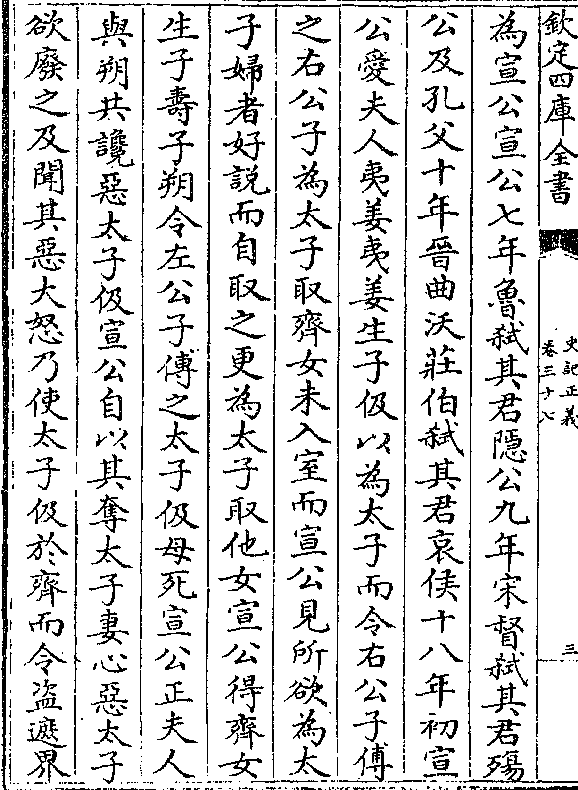 欽定四庫全書
史記正義
卷三十七
三
為宣公宣公七年魯弑其君隱公九年宋督弑其君殤
公及孔父十年晉曲沃莊伯弑其君哀侯十八年初宣
公愛夫人夷姜夷姜生子伋以為太子而令右公子傅
之右公子為太子取齊女未入室而宣公見所欲為太
子婦者好説而自取之更為太子取他女宣公得齊女
生子壽子朔令左公子傅之太子伋母死宣公正夫人
與朔共讒惡太子伋宣公自以其奪太子妻心惡太子
欲廢之及聞其惡大怒乃使太子伋於齊而令盗遮界